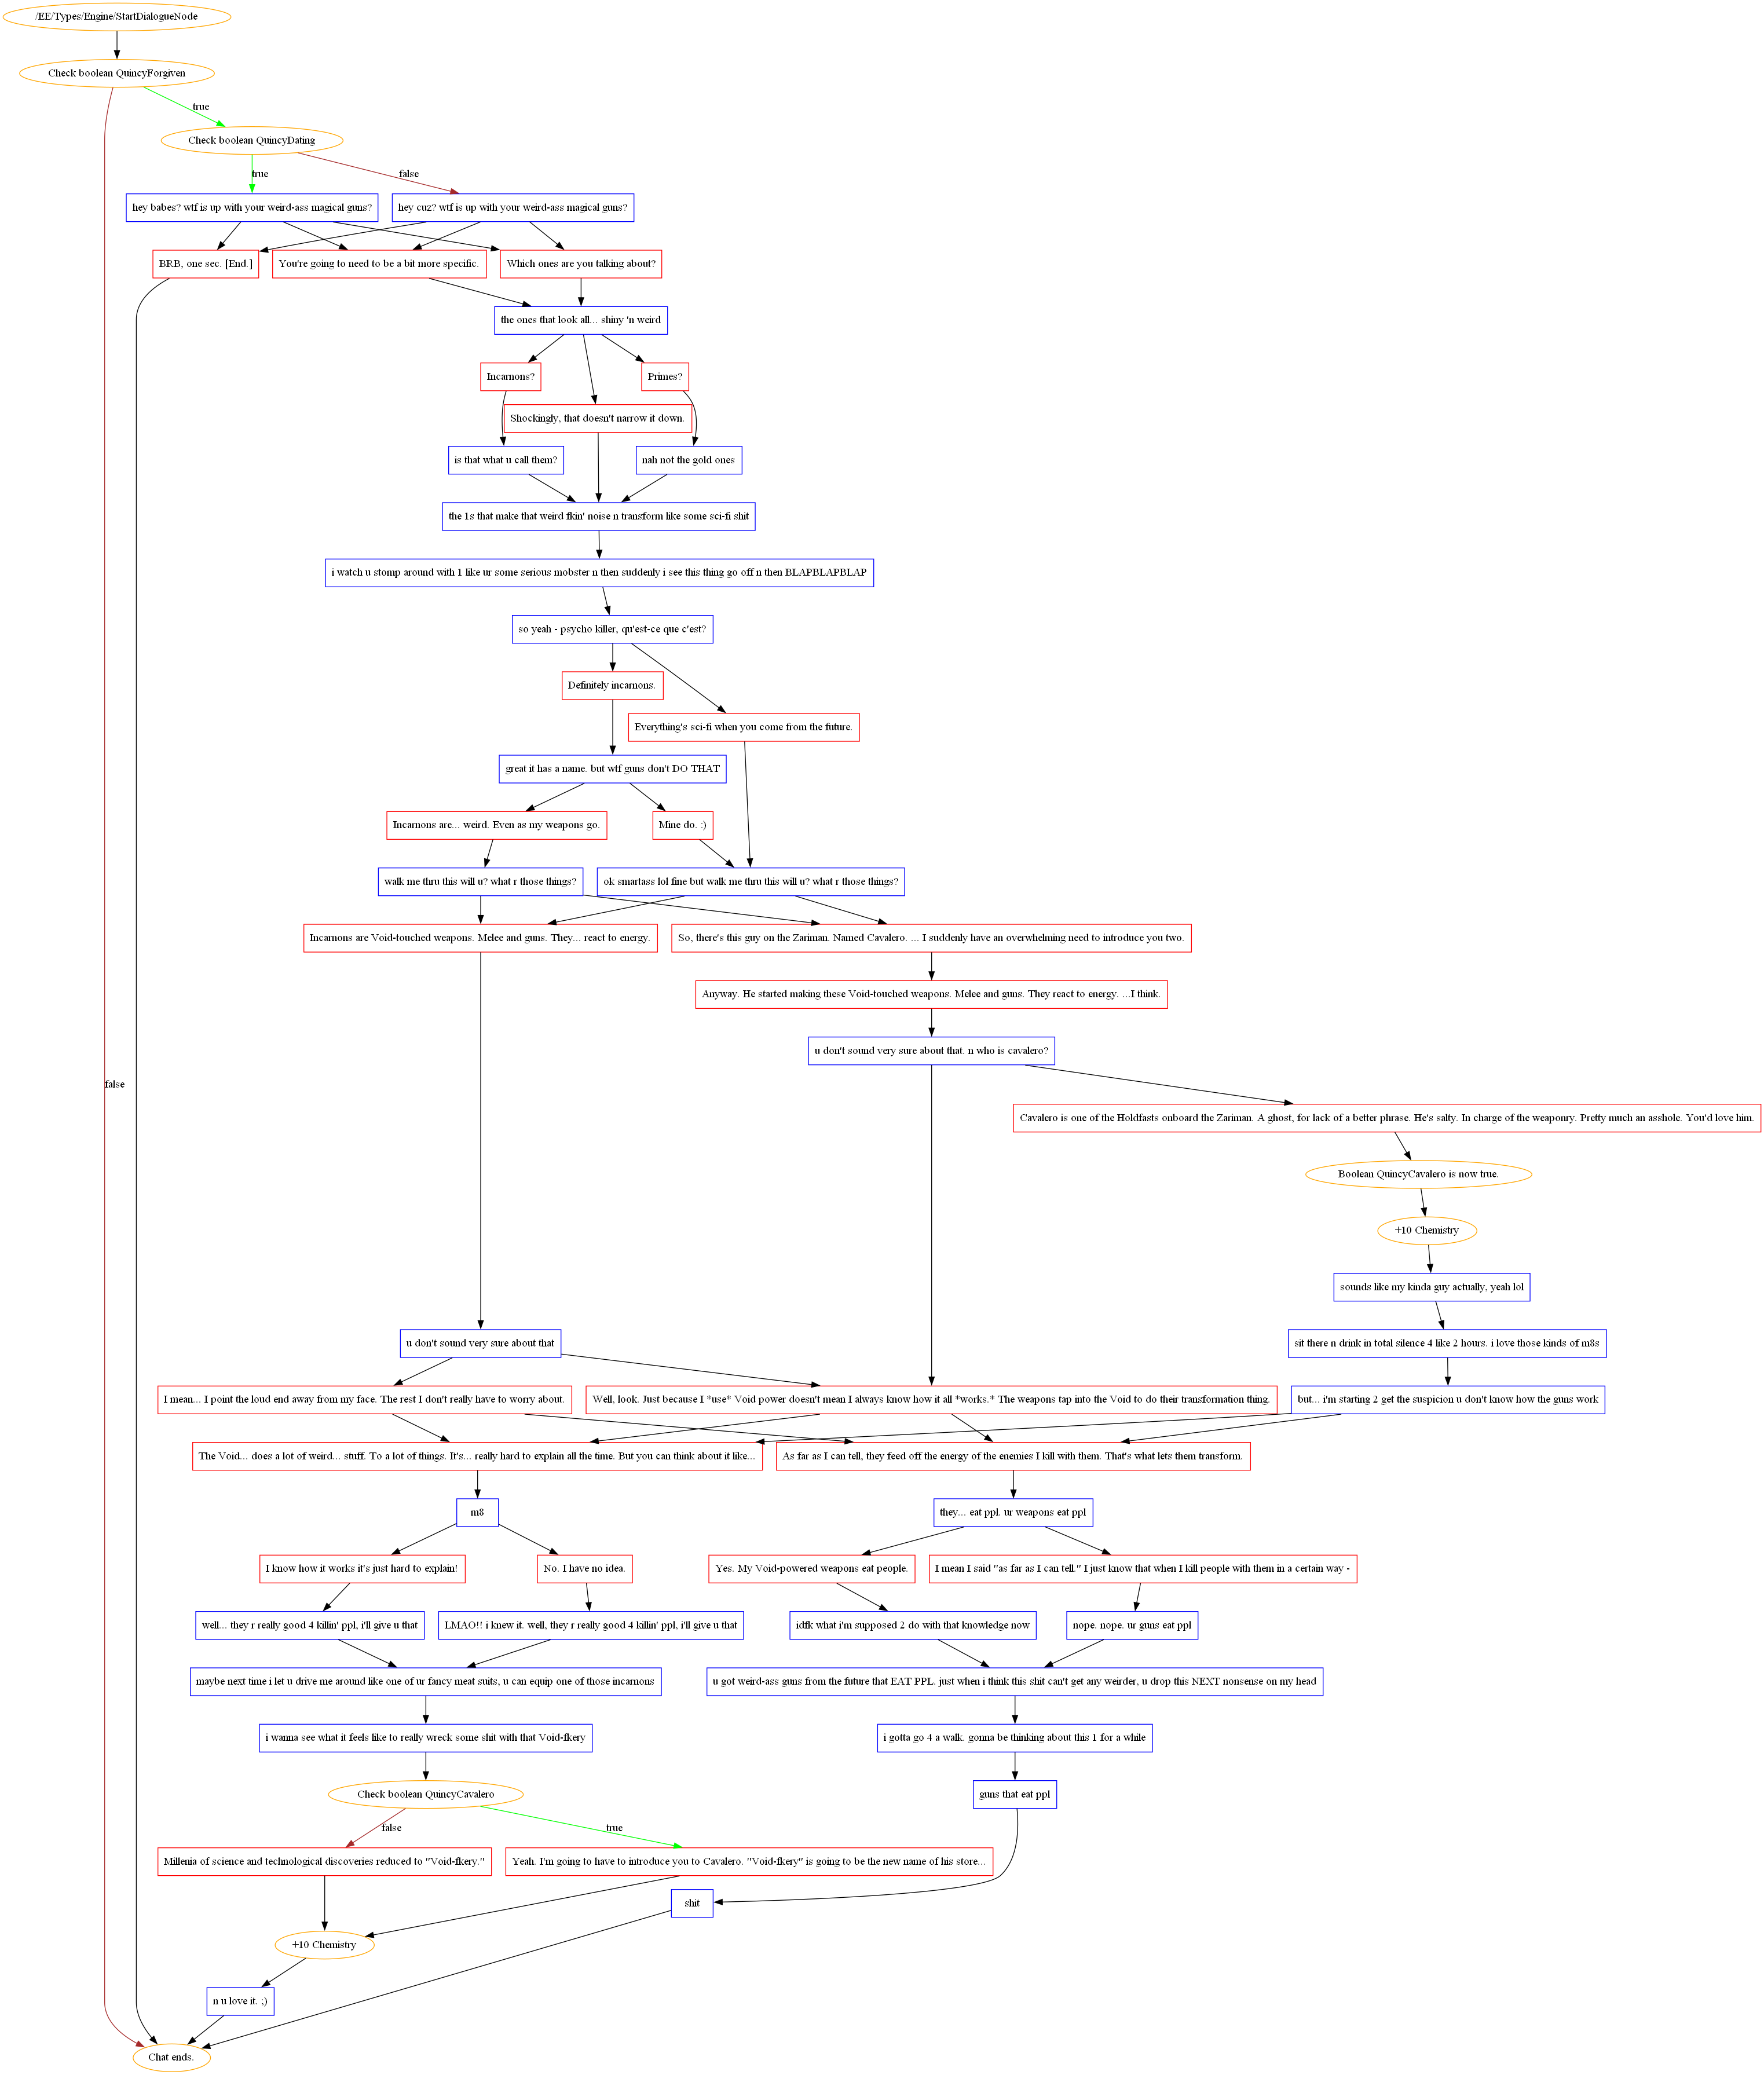 /EE/Types/Engine/StartDialogueNode
Check boolean QuincyForgiven
true
Check boolean QuincyDating
true
false
hey babes? wtf is up with your weird-ass magical guns?
hey cuz? wtf is up with your weird-ass magical guns?
BRB, one sec. [End.]
You're going to need to be a bit more specific.
Which ones are you talking about?
the ones that look all... shiny 'n weird
Incarnons?
Primes?
Shockingly, that doesn't narrow it down.
is that what u call them?
nah not the gold ones
the 1s that make that weird fkin' noise n transform like some sci-fi shit
i watch u stomp around with 1 like ur some serious mobster n then suddenly i see this thing go off n then BLAPBLAPBLAP
so yeah - psycho killer, qu'est-ce que c'est?
Definitely incarnons.
Everything's sci-fi when you come from the future.
great it has a name. but wtf guns don't DO THAT
Incarnons are... weird. Even as my weapons go.
Mine do. :)
walk me thru this will u? what r those things?
ok smartass lol fine but walk me thru this will u? what r those things?
Incarnons are Void-touched weapons. Melee and guns. They... react to energy.
So, there's this guy on the Zariman. Named Cavalero. ... I suddenly have an overwhelming need to introduce you two.
Anyway. He started making these Void-touched weapons. Melee and guns. They react to energy. ...I think.
u don't sound very sure about that. n who is cavalero?
false
Cavalero is one of the Holdfasts onboard the Zariman. A ghost, for lack of a better phrase. He's salty. In charge of the weaponry. Pretty much an asshole. You'd love him.
Boolean QuincyCavalero is now true.
+10 Chemistry
sounds like my kinda guy actually, yeah lol
u don't sound very sure about that
sit there n drink in total silence 4 like 2 hours. i love those kinds of m8s
I mean... I point the loud end away from my face. The rest I don't really have to worry about.
Well, look. Just because I *use* Void power doesn't mean I always know how it all *works.* The weapons tap into the Void to do their transformation thing.
but... i'm starting 2 get the suspicion u don't know how the guns work
The Void... does a lot of weird... stuff. To a lot of things. It's... really hard to explain all the time. But you can think about it like...
As far as I can tell, they feed off the energy of the enemies I kill with them. That's what lets them transform.
m8
they... eat ppl. ur weapons eat ppl
I know how it works it's just hard to explain!
No. I have no idea.
Yes. My Void-powered weapons eat people.
I mean I said "as far as I can tell." I just know that when I kill people with them in a certain way -
well... they r really good 4 killin' ppl, i'll give u that
LMAO!! i knew it. well, they r really good 4 killin' ppl, i'll give u that
idfk what i'm supposed 2 do with that knowledge now
nope. nope. ur guns eat ppl
maybe next time i let u drive me around like one of ur fancy meat suits, u can equip one of those incarnons
u got weird-ass guns from the future that EAT PPL. just when i think this shit can't get any weirder, u drop this NEXT nonsense on my head
i wanna see what it feels like to really wreck some shit with that Void-fkery
i gotta go 4 a walk. gonna be thinking about this 1 for a while
Check boolean QuincyCavalero
guns that eat ppl
false
true
Millenia of science and technological discoveries reduced to "Void-fkery."
Yeah. I'm going to have to introduce you to Cavalero. "Void-fkery" is going to be the new name of his store...
shit
+10 Chemistry
n u love it. ;)
Chat ends.